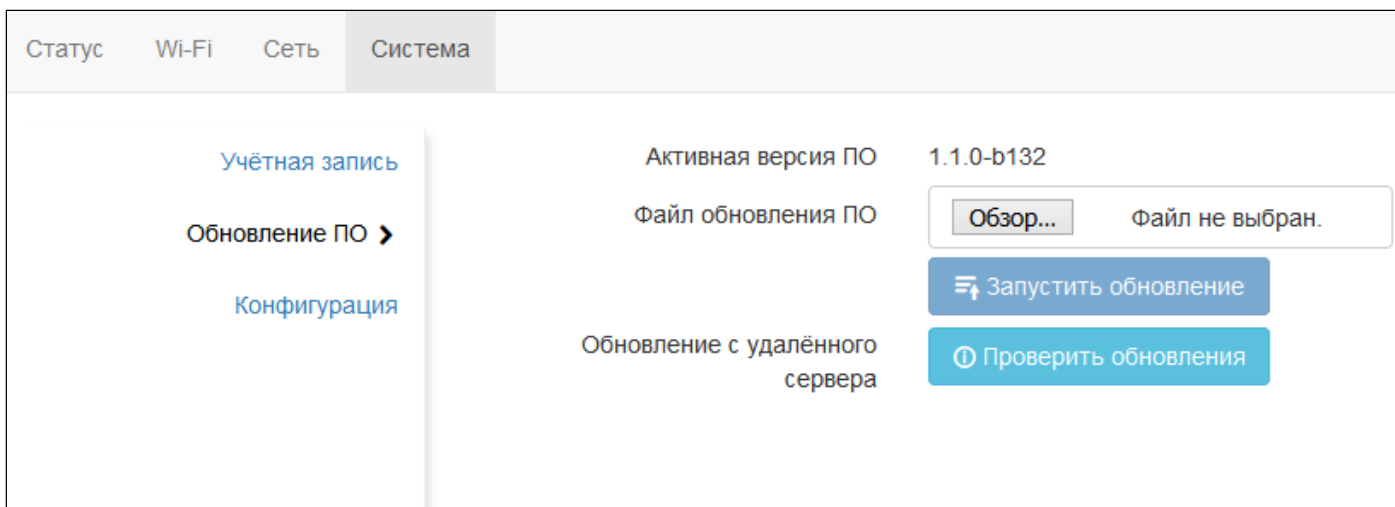 Статус Wi-Fi Сеть Система
Учётная запись
Обновление ПО
Конфигурация
Активная версия ПО 1.1.0-b132
Файл обновления ПО Обзор... Файл не выбран.
Запустить обновление
Обновление с удалённого
сервера
Проверить обновления